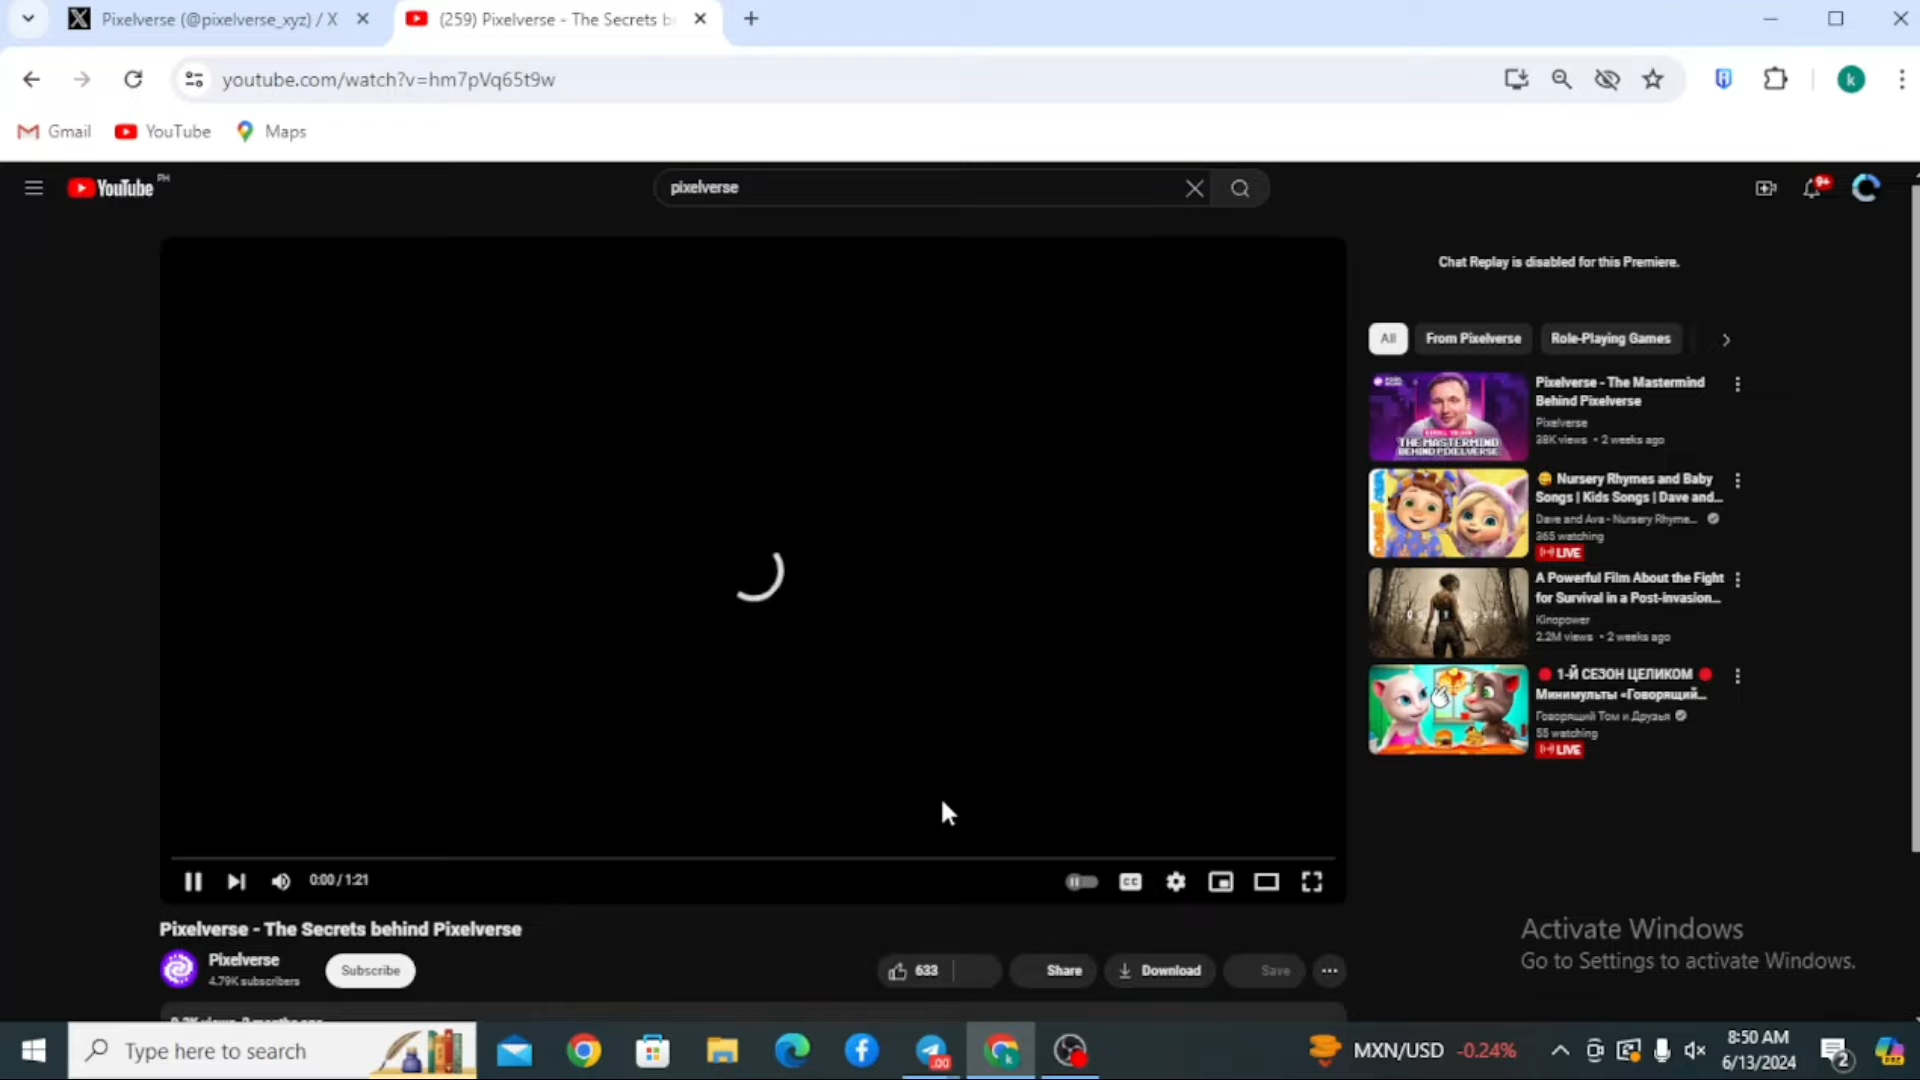 Pixelverse (@pixelverse_xyz) / X
(259) Pixelverse - The Secrets b
youtube.com/watch?v=hm7pVq65t9w
k
Gmail
YouTube
Maps
YouTube PH
pixelverse
9+
Chat Replay is disabled for this Premiere.
All
From Pixelverse
Role-Playing Games
THE MASTERMIND
BEHIND PIXELVERSE
Pixelverse - The Mastermind
Behind Pixelverse
Pixelverse
38K views • 2 weeks ago
😋 Nursery Rhymes and Baby
Songs | Kids Songs | Dave and...
Dave and Ava - Nursery Rhyme...
365 watching
LIVE
A Powerful Film About the Fight
for Survival in a Post-invasion...
Kinopower
2.2M views • 2 weeks ago
🔴 1-Й СЕЗОН ЦЕЛИКОМ 🔴
Минимульты «Говорящий...
Говорящий Том и Друзья
55 watching
LIVE
0:00 / 1:21
CC
Pixelverse - The Secrets behind Pixelverse
Pixelverse
4.79K subscribers
Subscribe
633
Share
Download
Save
Activate Windows
Go to Settings to activate Windows.
Type here to search
.00
k
MXN/USD -0.24%
8:50 AM
6/13/2024
2